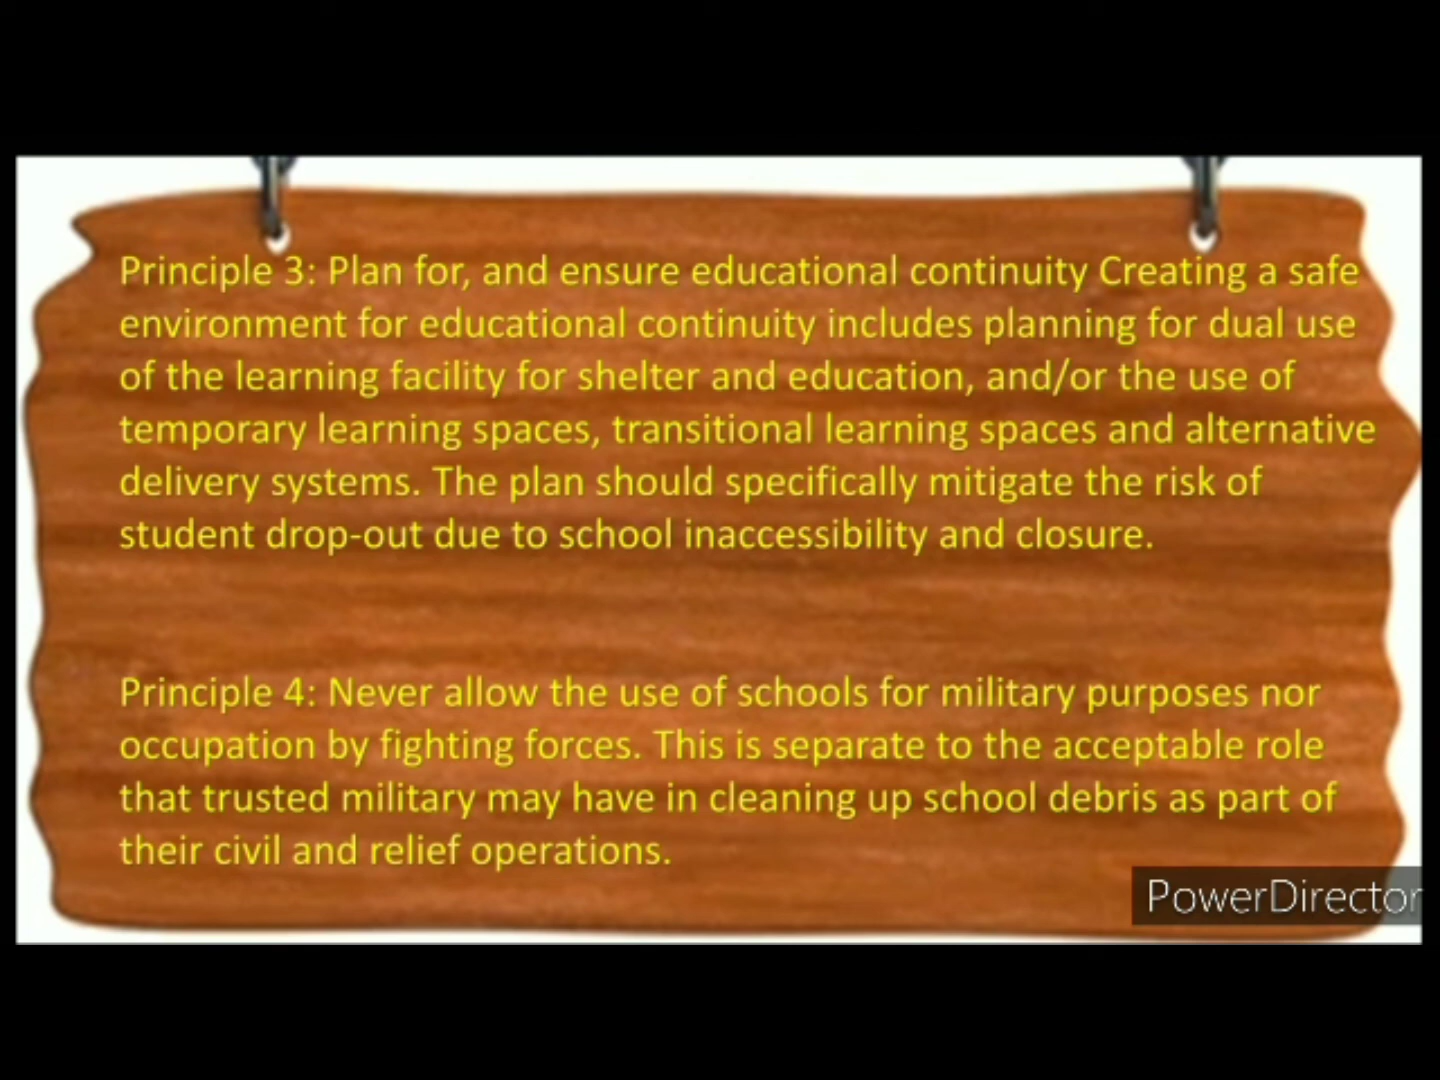 Principle 3: Plan for, and ensure educational continuity Creating a safe
environment for educational continuity includes planning for dual use
of the learning facility for shelter and education, and/or the use of
temporary learning spaces, transitional learning spaces and alternative
delivery systems. The plan should specifically mitigate the risk of
student drop-out due to school inaccessibility and closure.
Principle 4: Never allow the use of schools for military purposes nor
occupation by fighting forces. This is separate to the acceptable role
that trusted military may have in cleaning up school debris as part of
their civil and relief operations.
PowerDirector